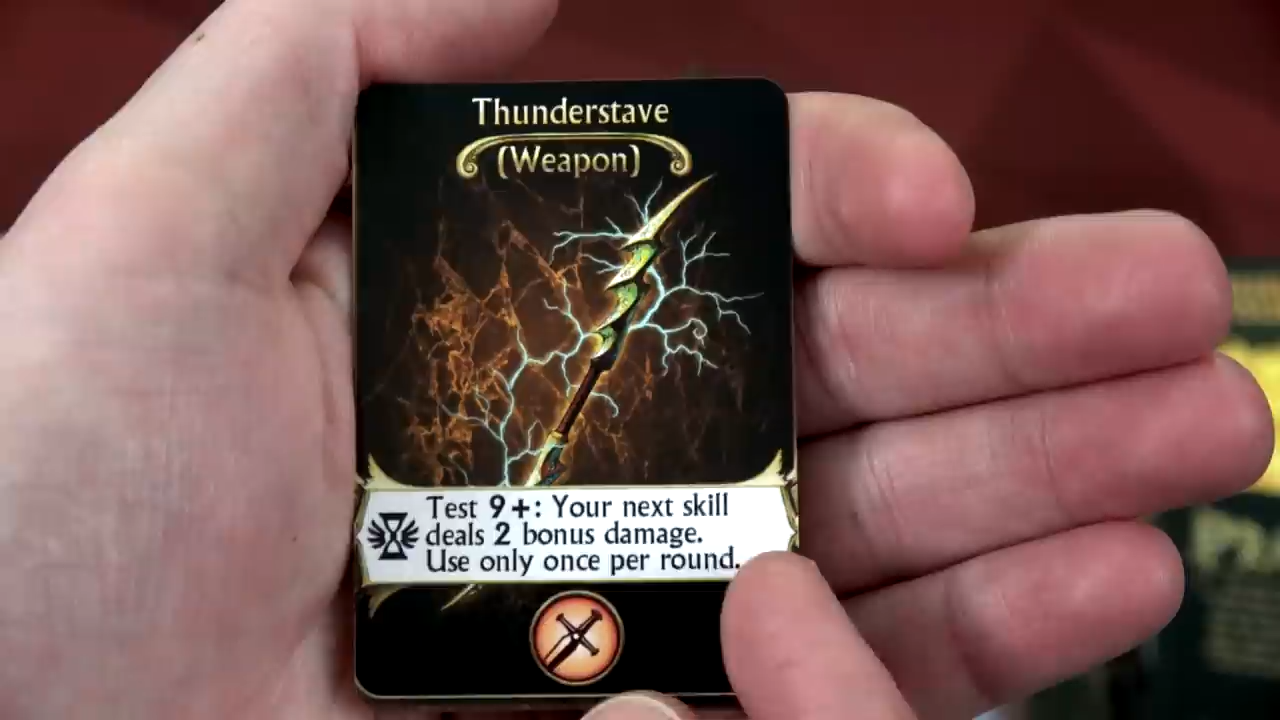 Thunderstave
(Weapon)
Test 9+: Your next skill
deals 2 bonus damage.
Use only once per round.